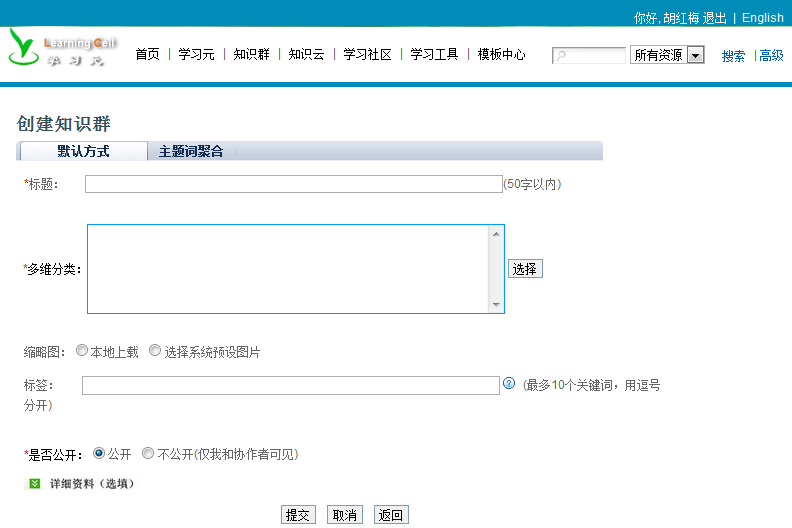 你好, 胡红梅 退出 | English
Learning Cell
学习元
首页 | 学习元 | 知识群 | 知识云 | 学习社区 | 学习工具 | 模板中心 所有资源 搜索 | 高级
创建知识群
默认方式 主题词聚合
*标题: (50字以内)
*多维分类: 选择
缩略图: 本地上载 选择系统预设图片
标签: (最多10个关键词，用逗号
分开)
*是否公开: 公开 不公开(仅我和协作者可见)
详细资料（选填）
提交 取消 返回